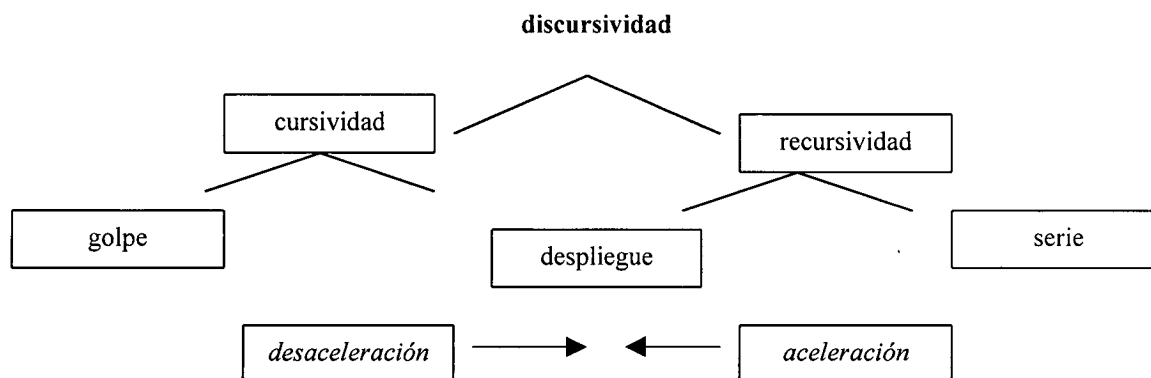 discursividad
cursividad
recursividad
golpe
despliegue
serie
desaceleración
aceleración